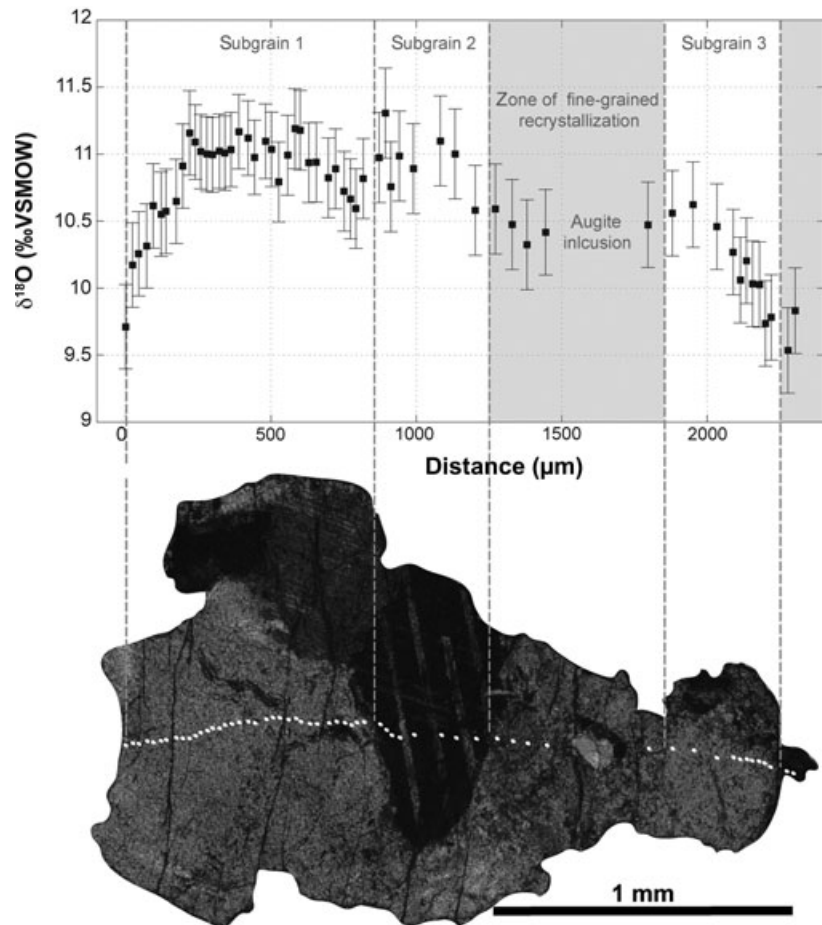 12
11.5
11
10.5
10
9.5
9
δ18O (‰VSMOW)
Subgrain 1
Subgrain 2
Subgrain 3
Zone of fine-grained
recrystallization
Augite
inlcusion
0
500
1000
1500
2000
Distance (μm)
1 mm